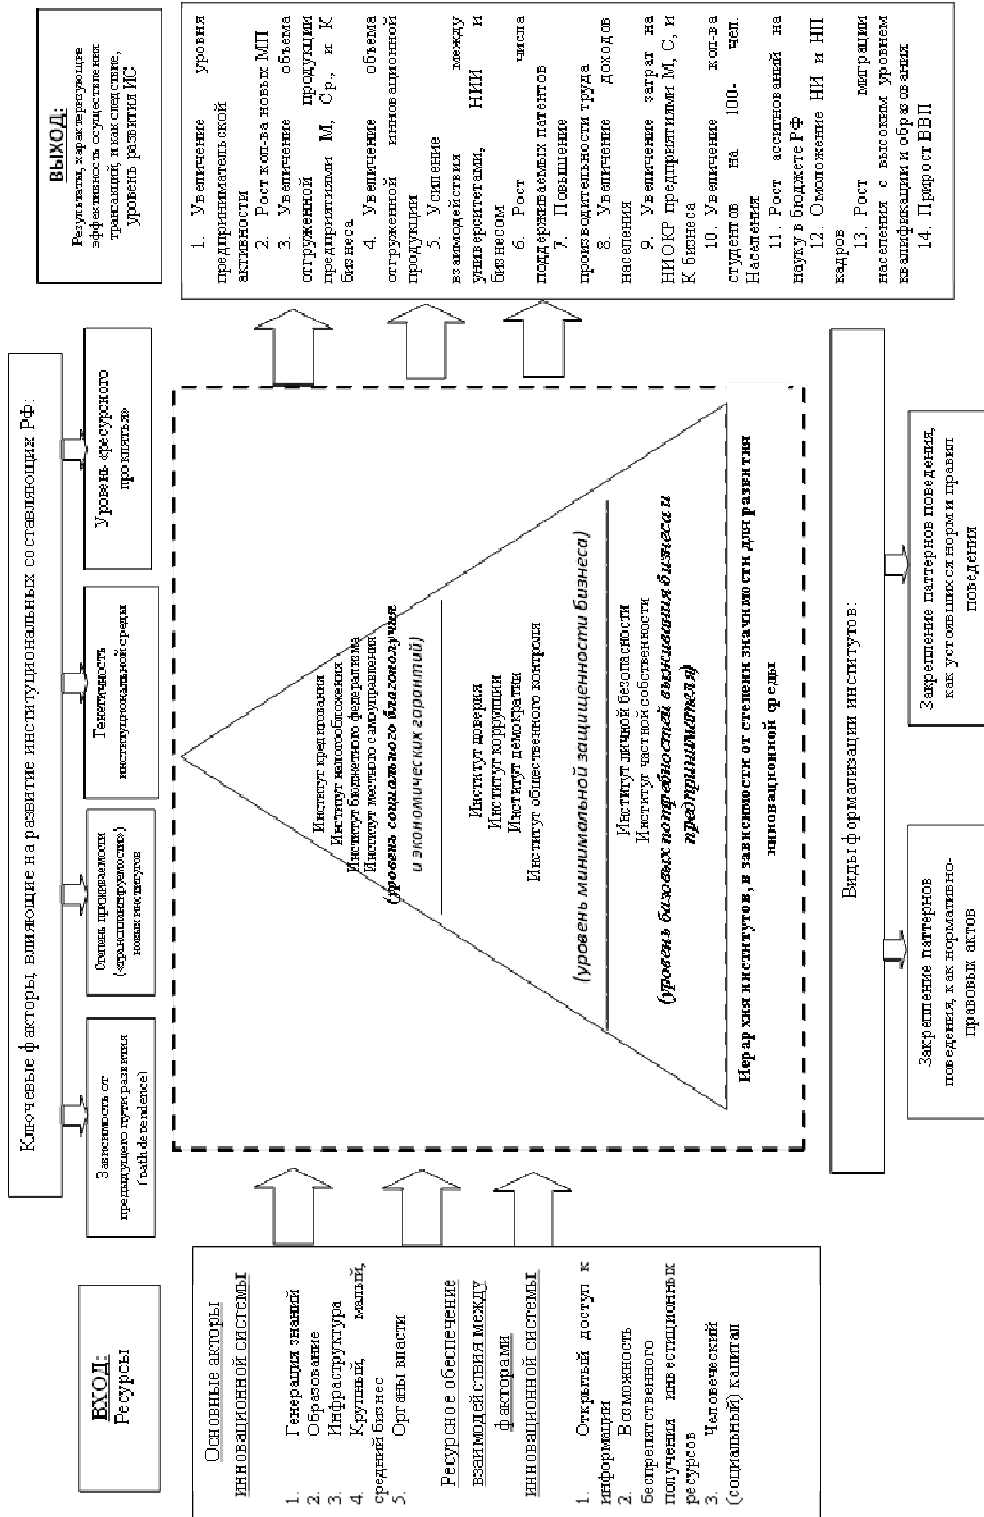 Ключевые факторы, влияющие на развитие институциональных составляющих РФ:
Зависимость от
предыдущего пути развития
(path dependence)
Степень приживаемости
(«трансплантируемости»)
новых институтов
Генетичность
институциональной среды
Уровень «ресурсного
проклятья»
ВХОД:
Ресурсы
Основные акторы
инновационной системы
1. Генерация знаний
2. Образование
3. Инфраструктура
4. Крупный, малый,
средний бизнес
5. Органы власти
Ресурсное обеспечение
взаимодействия между
факторами
инновационной системы
1. Открытый доступ к
информации
2. Возможность
беспрепятственного
получения инвестиционных
ресурсов
3. Человеческий
(социальный) капитал
Институт кредитования
Институт налогообложения
Институт бюджетного федерализма
Институт местного самоуправления
(уровень социального благополучия
и экономических гарантий)
Институт доверия
Институт коррупции
Институт демократии
Институт общественного контроля
(уровень минимальной защищенности бизнеса)
Институт личной безопасности
Институт частной собственности
(уровень базовых потребностей выживания бизнеса и
предпринимателя)
Иерархия институтов, в зависимости от степени значимости для развития
инновационной среды
ВЫХОД:
Результаты, характеризующие
эффективность осуществления
трансакций, и как следствие,
уровень развития ИС
1. Увеличение уровня
предпринимательской
активности
2. Рост кол-ва новых МП
3. Увеличение объема
отгруженной продукции
предприятиями М, Ср., и К
бизнеса
4. Увеличение объема
отгруженной инновационной
продукции
5. Усиление
взаимодействия между
университетами, НИИ и
бизнесом
6. Рост числа
поддерживаемых патентов
7. Повышение
производительности труда
8. Увеличение доходов
населения
9. Увеличение затрат на
НИОКР предприятиями М, С, и
К бизнеса
10. Увеличение кол-ва
студентов на 100- чел.
Населения
11. Рост ассигнований на
науку в бюджете РФ
12. Омоложение НИ и НП
кадров
13. Рост миграции
населения с высоким уровнем
квалификации и образования
14. Прирост ВВП
Виды формализации институтов:
Закрепление паттернов
поведения, как нормативно-
правовых актов
Закрепление паттернов поведения,
как устоявшихся норм и правил
поведения